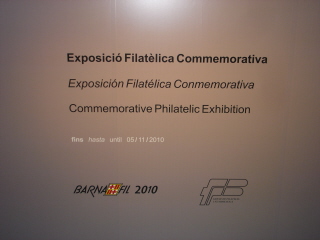 Exposició Filatèlica Commemorativa
Exposición Filatélica Conmemorativa
Commemorative Philatelic Exhibition
fins hasta until 05/11/2010
BARNAFIL 2010